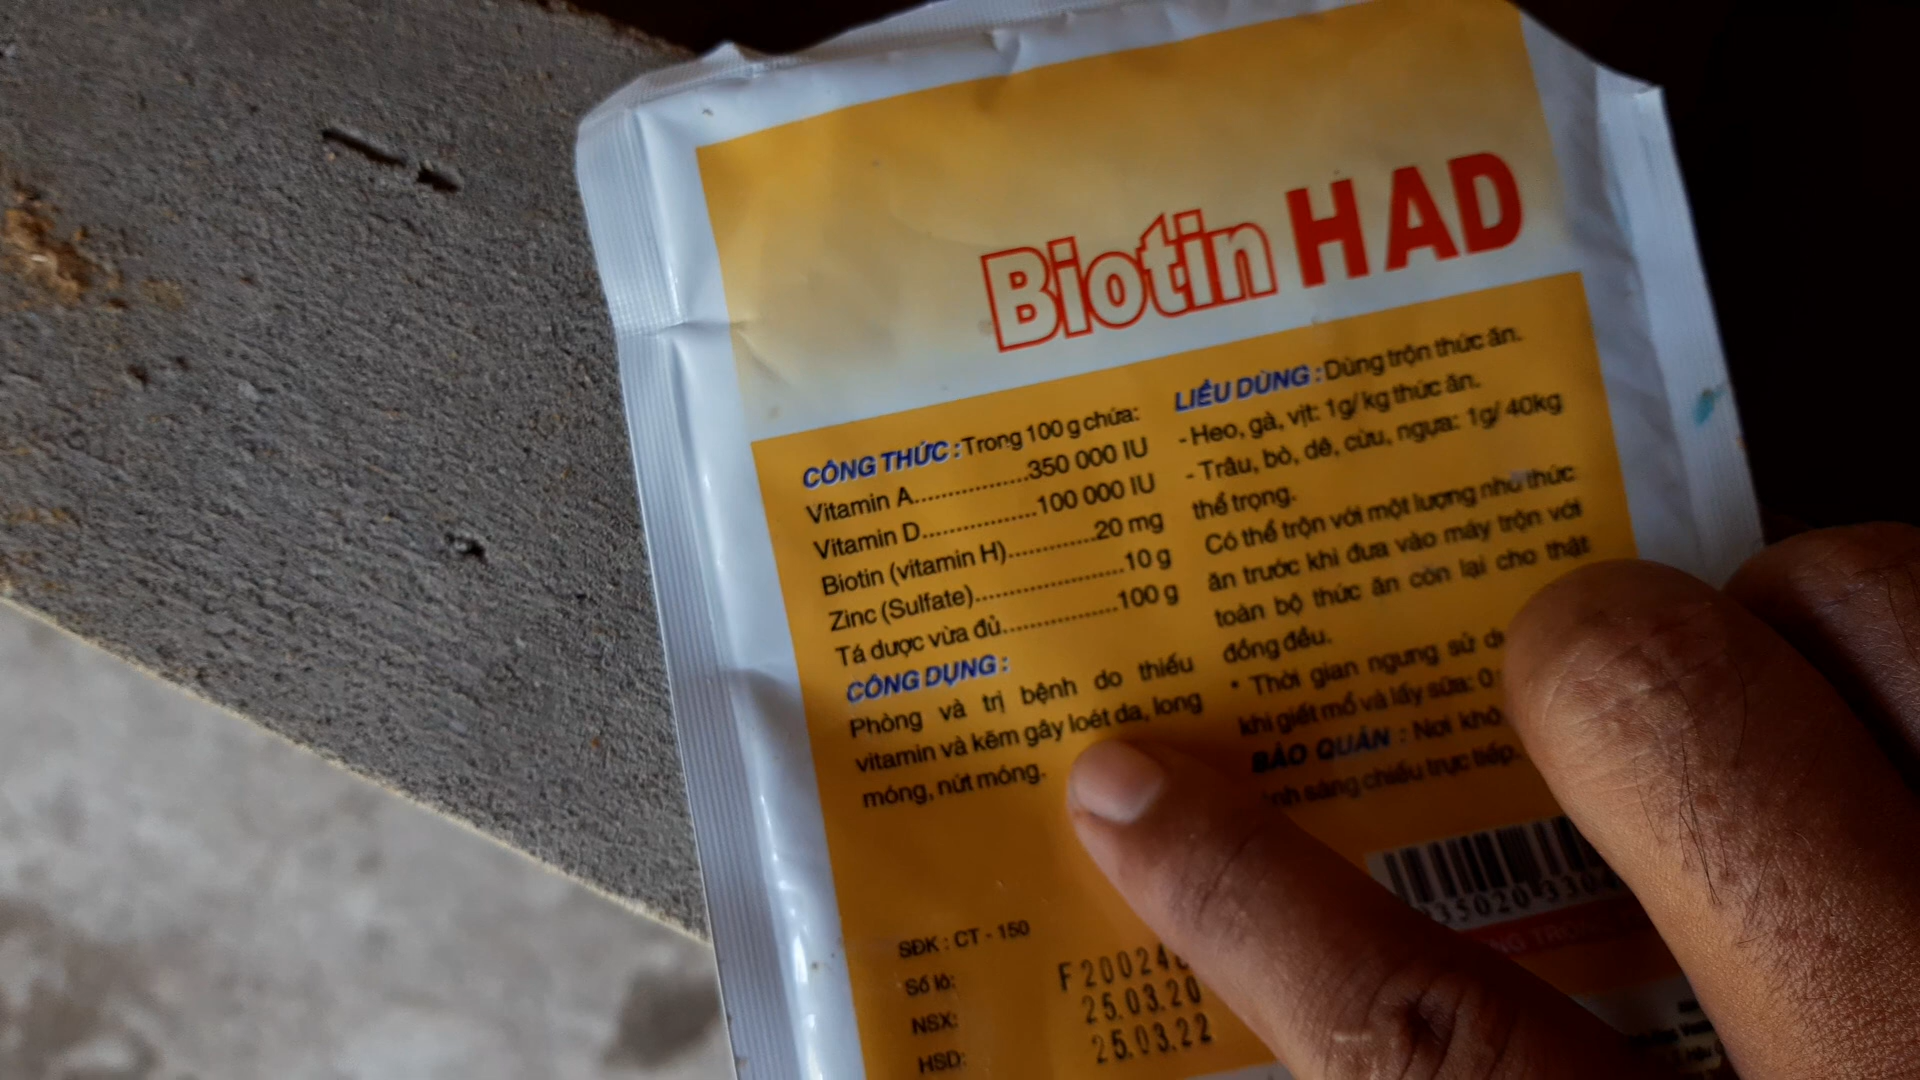 Biotin HAD
CÔNG THỨC : Trong 100 g chứa:
Vitamin A..................350 000 IU
Vitamin D.................100 000 IU
Biotin (vitamin H).............20 mg
Zinc (Sulfate)......................10 g
Tá dược vừa đủ.................100 g
CÔNG DỤNG :
Phòng và trị bệnh do thiếu
vitamin và kẽm gây loét da, long
móng, nứt móng.
LIỀU DÙNG : Dùng trộn thức ăn.
- Heo, gà, vịt: 1g/ kg thức ăn.
- Trâu, bò, dê, cừu, ngựa: 1g/ 40kg
thể trọng.
Có thể trộn với một lượng nhỏ thức
ăn trước khi đưa vào máy trộn với
toàn bộ thức ăn còn lại cho thật
đồng đều.
* Thời gian ngưng sử
khi giết mổ và lấy sữa: 0
BẢO QUẢN : Nơi khô
sáng chiếu trực tiếp.
SĐK : CT - 150
Số lô: F20024
NSX: 25.03.20
HSD: 25.03.22